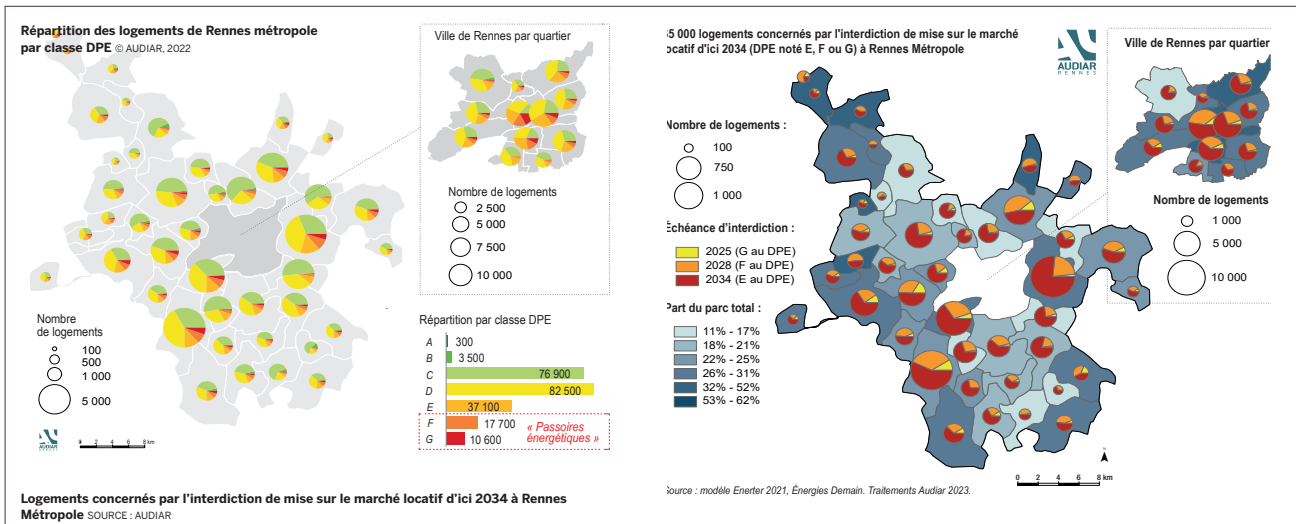 Répartition des logements de Rennes métropole
par classe DPE © AUDIAR, 2022
Ville de Rennes par quartier
Nombre de logements
2 500
5 000
7 500
10 000
Nombre
de logements
100
500
1 000
5 000
Répartition par classe DPE
A 300
B 3 500
C 76 900
D 82 500
E 37 100
F 17 700
G 10 600
« Passoires
énergétiques »
AUDIAR
RENNES
0 2 4 6 8 km
5 000 logements concernés par l'interdiction de mise sur le marché
locatif d'ici 2034 (DPE noté E, F ou G) à Rennes Métropole
AUDIAR
RENNES
Ville de Rennes par quartier
Nombre de logements :
100
750
1 000
Échéance d'interdiction :
2025 (G au DPE)
2028 (F au DPE)
2034 (E au DPE)
Part du parc total :
11% - 17%
18% - 21%
22% - 25%
26% - 31%
32% - 52%
53% - 62%
Nombre de logements
1 000
5 000
10 000
N
0 2 4 6 8 km
Source : modèle Enerter 2021, Énergies Demain. Traitements Audiar 2023.
Logements concernés par l'interdiction de mise sur le marché locatif d'ici 2034 à Rennes
Métropole SOURCE : AUDIAR